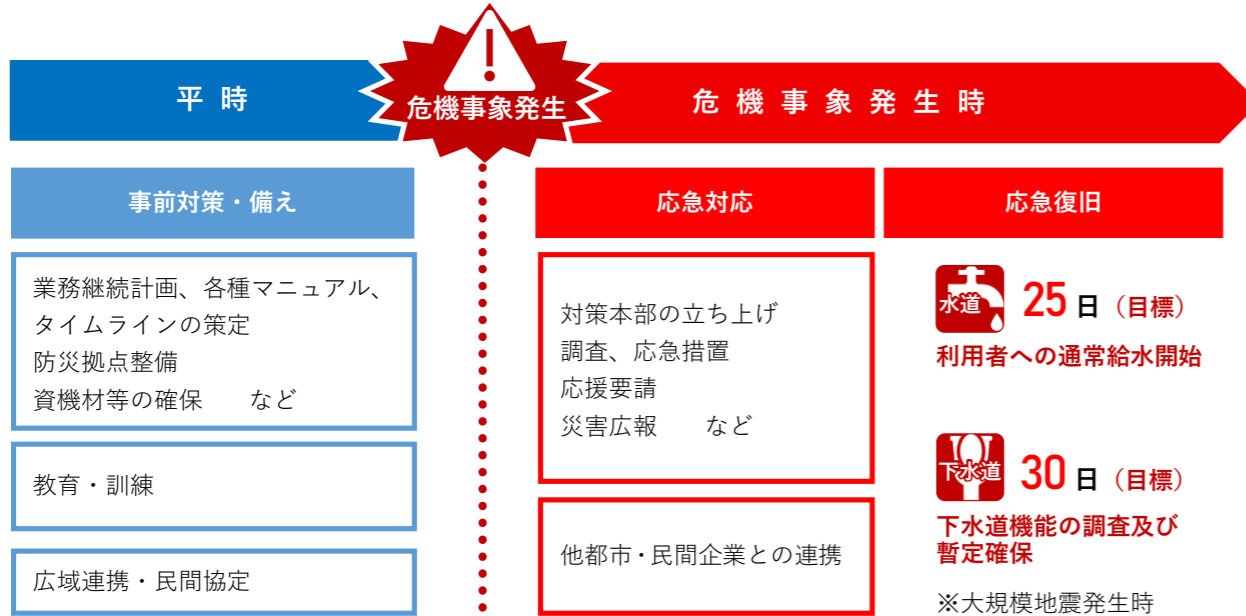 平時
危機事象発生
危機事象発生時
事前対策・備え
業務継続計画、各種マニュアル、
タイムラインの策定
防災拠点整備
資機材等の確保　　など
教育・訓練
広域連携・民間協定
応急対応
対策本部の立ち上げ
調査、応急措置
応援要請
災害広報　　など
他都市・民間企業との連携
応急復旧
水道 25日（目標）
利用者への通常給水開始
下水道 30日（目標）
下水道機能の調査及び
暫定確保
※大規模地震発生時